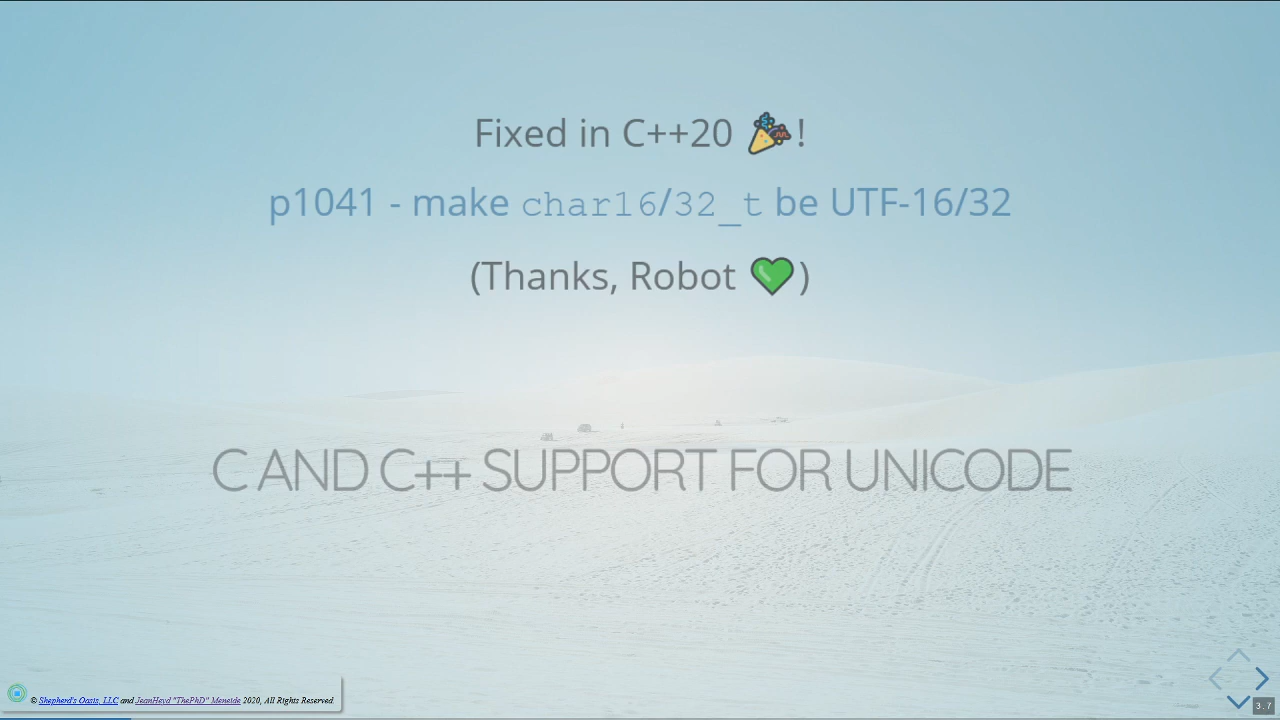 Fixed in C++20 🎉!
p1041 - make char16/32_t be UTF-16/32
(Thanks, Robot 💚)
C AND C++ SUPPORT FOR UNICODE
© Shepherd's Oasis, LLC and JeanHeyd "ThePhD" Meneide 2020, All Rights Reserved.
3.7